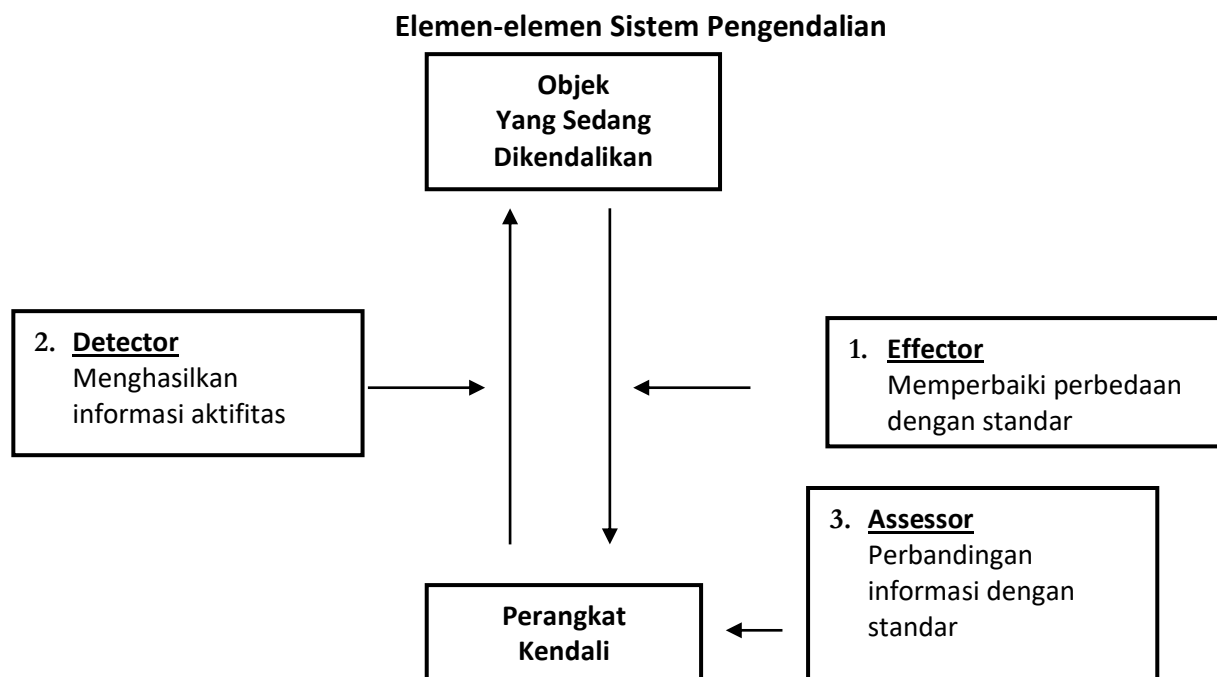 Elemen-elemen Sistem Pengendalian
Objek
Yang Sedang
Dikendalikan
2. Detector
Menghasilkan
informasi aktifitas
1. Effector
Memperbaiki perbedaan
dengan standar
3. Assessor
Perbandingan
informasi dengan
standar
Perangkat
Kendali